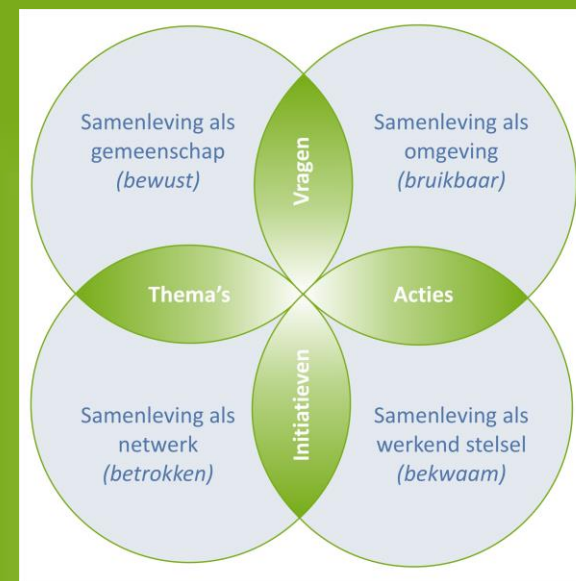 Samenleving als
gemeenschap
(bewust)
Vragen
Samenleving als
omgeving
(bruikbaar)
Thema's
Acties
Samenleving als
netwerk
(betrokken)
Initiatieven
Samenleving als
werkend stelsel
(bekwaam)